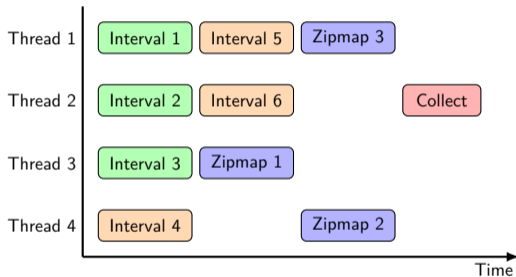 Thread 1 Interval 1 Interval 5 Zipmap 3
Thread 2 Interval 2 Interval 6 Collect
Thread 3 Interval 3 Zipmap 1
Thread 4 Interval 4 Zipmap 2
Time